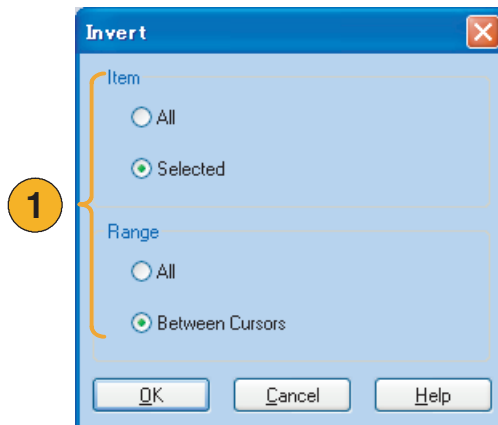 Invert
Item
All
Selected
1
Range
All
Between Cursors
OK Cancel Help